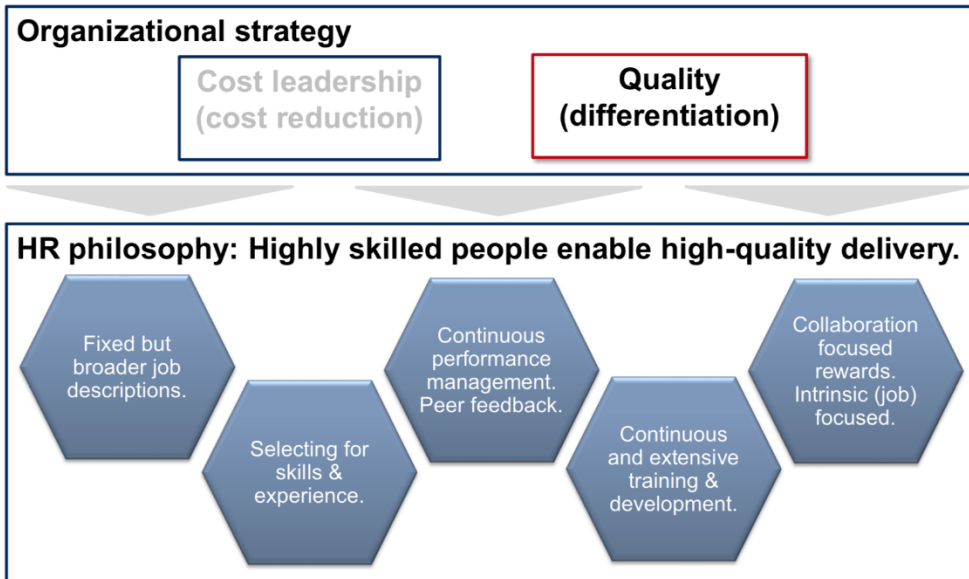 Organizational strategy
Cost leadership
(cost reduction)
Quality
(differentiation)
HR philosophy: Highly skilled people enable high-quality delivery.
Fixed but
broader job
descriptions.
Selecting for
skills &
experience.
Continuous
performance
management.
Peer feedback.
Continuous
and extensive
training &
development.
Collaboration
focused
rewards.
Intrinsic (job)
focused.